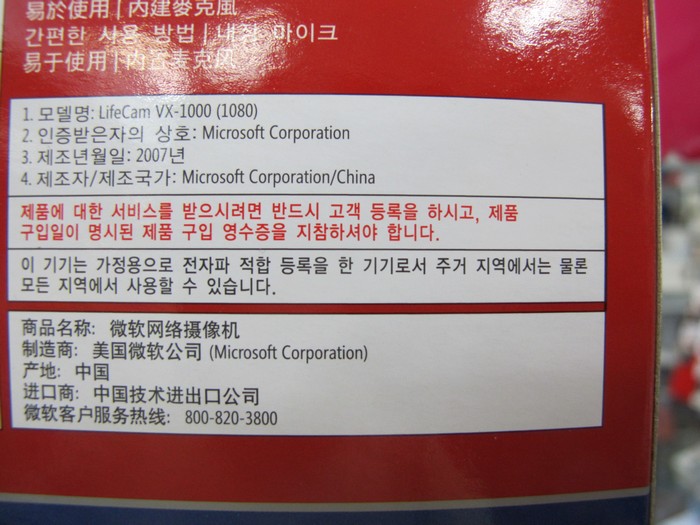 易於使用|內建麥克風
간편한 사용 방법|내장 마이크
易于使用|内置麦克风
1. 모델명: LifeCam VX-1000 (1080)
2. 인증받은자의 상호: Microsoft Corporation
3. 제조년월일: 2007년
4. 제조자/제조국가: Microsoft Corporation/China
제품에 대한 서비스를 받으시려면 반드시 고객 등록을 하시고, 제품
구입일이 명시된 제품 구입 영수증을 지참하셔야 합니다.
이 기기는 가정용으로 전자파 적합 등록을 한 기기로서 주거 지역에서는 물론
모든 지역에서 사용할 수 있습니다.
商品名称: 微软网络摄像机
制造商: 美国微软公司 (Microsoft Corporation)
产地: 中国
进口商: 中国技术进出口公司
微软客户服务热线: 800-820-3800